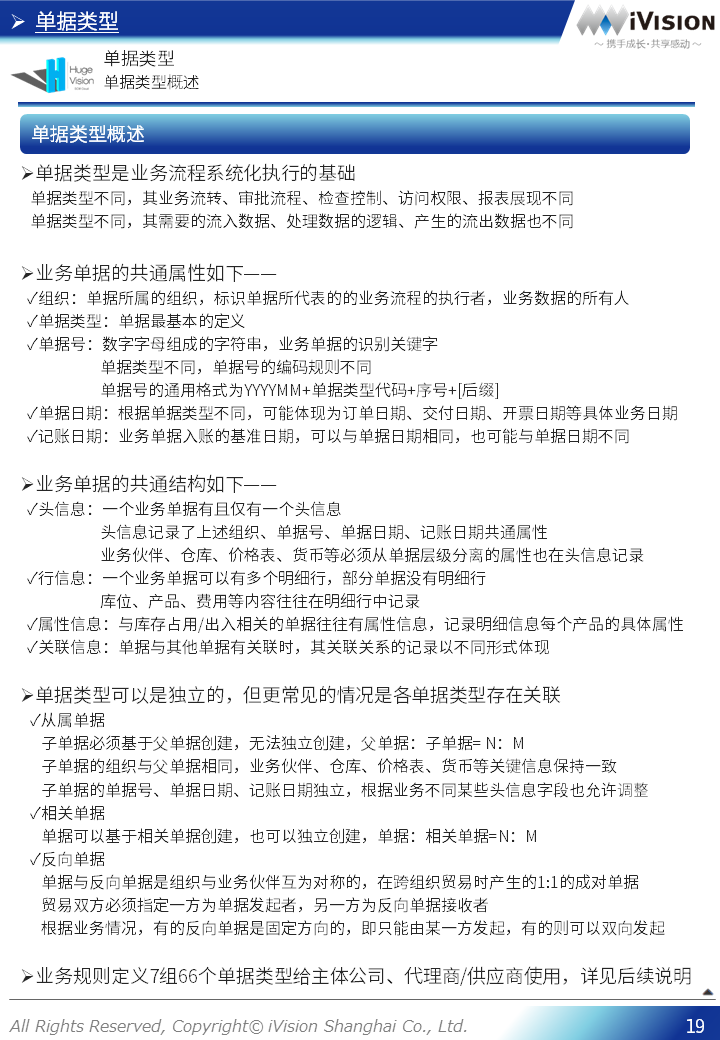 ➢ 单据类型
iVision
～ 携手成长·共享感动 ～
Huge
Vision
单据类型
单据类型概述
单据类型概述
➢单据类型是业务流程系统化执行的基础
单据类型不同，其业务流转、审批流程、检查控制、访问权限、报表展现不同
单据类型不同，其需要的流入数据、处理数据的逻辑、产生的流出数据也不同
➢业务单据的共通属性如下——
✓组织：单据所属的组织，标识单据所代表的的业务流程的执行者，业务数据的所有人
✓单据类型：单据最基本的定义
✓单据号：数字字母组成的字符串，业务单据的识别关键字
单据类型不同，单据号的编码规则不同
单据号的通用格式为YYYYMM+单据类型代码+序号+[后缀]
✓单据日期：根据单据类型不同，可能体现为订单日期、交付日期、开票日期等具体业务日期
✓记账日期：业务单据入账的基准日期，可以与单据日期相同，也可能与单据日期不同
➢业务单据的共通结构如下——
✓头信息：一个业务单据有且仅有一个头信息
头信息记录了上述组织、单据号、单据日期、记账日期共通属性
业务伙伴、仓库、价格表、货币等必须从单据层级分离的属性也在头信息记录
✓行信息：一个业务单据可以有多个明细行，部分单据没有明细行
库位、产品、费用等内容往往在明细行中记录
✓属性信息：与库存占用/出入相关的单据往往有属性信息，记录明细信息每个产品的具体属性
✓关联信息：单据与其他单据有关联时，其关联关系的记录以不同形式体现
➢单据类型可以是独立的，但更常见的情况是各单据类型存在关联
✓从属单据
子单据必须基于父单据创建，无法独立创建，父单据：子单据= N：M
子单据的组织与父单据相同，业务伙伴、仓库、价格表、货币等关键信息保持一致
子单据的单据号、单据日期、记账日期独立，根据业务不同某些头信息字段也允许调整
✓相关单据
单据可以基于相关单据创建，也可以独立创建，单据：相关单据=N：M
✓反向单据
单据与反向单据是组织与业务伙伴互为对称的，在跨组织贸易时产生的1:1的成对单据
贸易双方必须指定一方为单据发起者，另一方为反向单据接收者
根据业务情况，有的反向单据是固定方向的，即只能由某一方发起，有的则可以双向发起
➢业务规则定义7组66个单据类型给主体公司、代理商/供应商使用，详见后续说明
All Rights Reserved, Copyright© iVision Shanghai Co., Ltd.
19